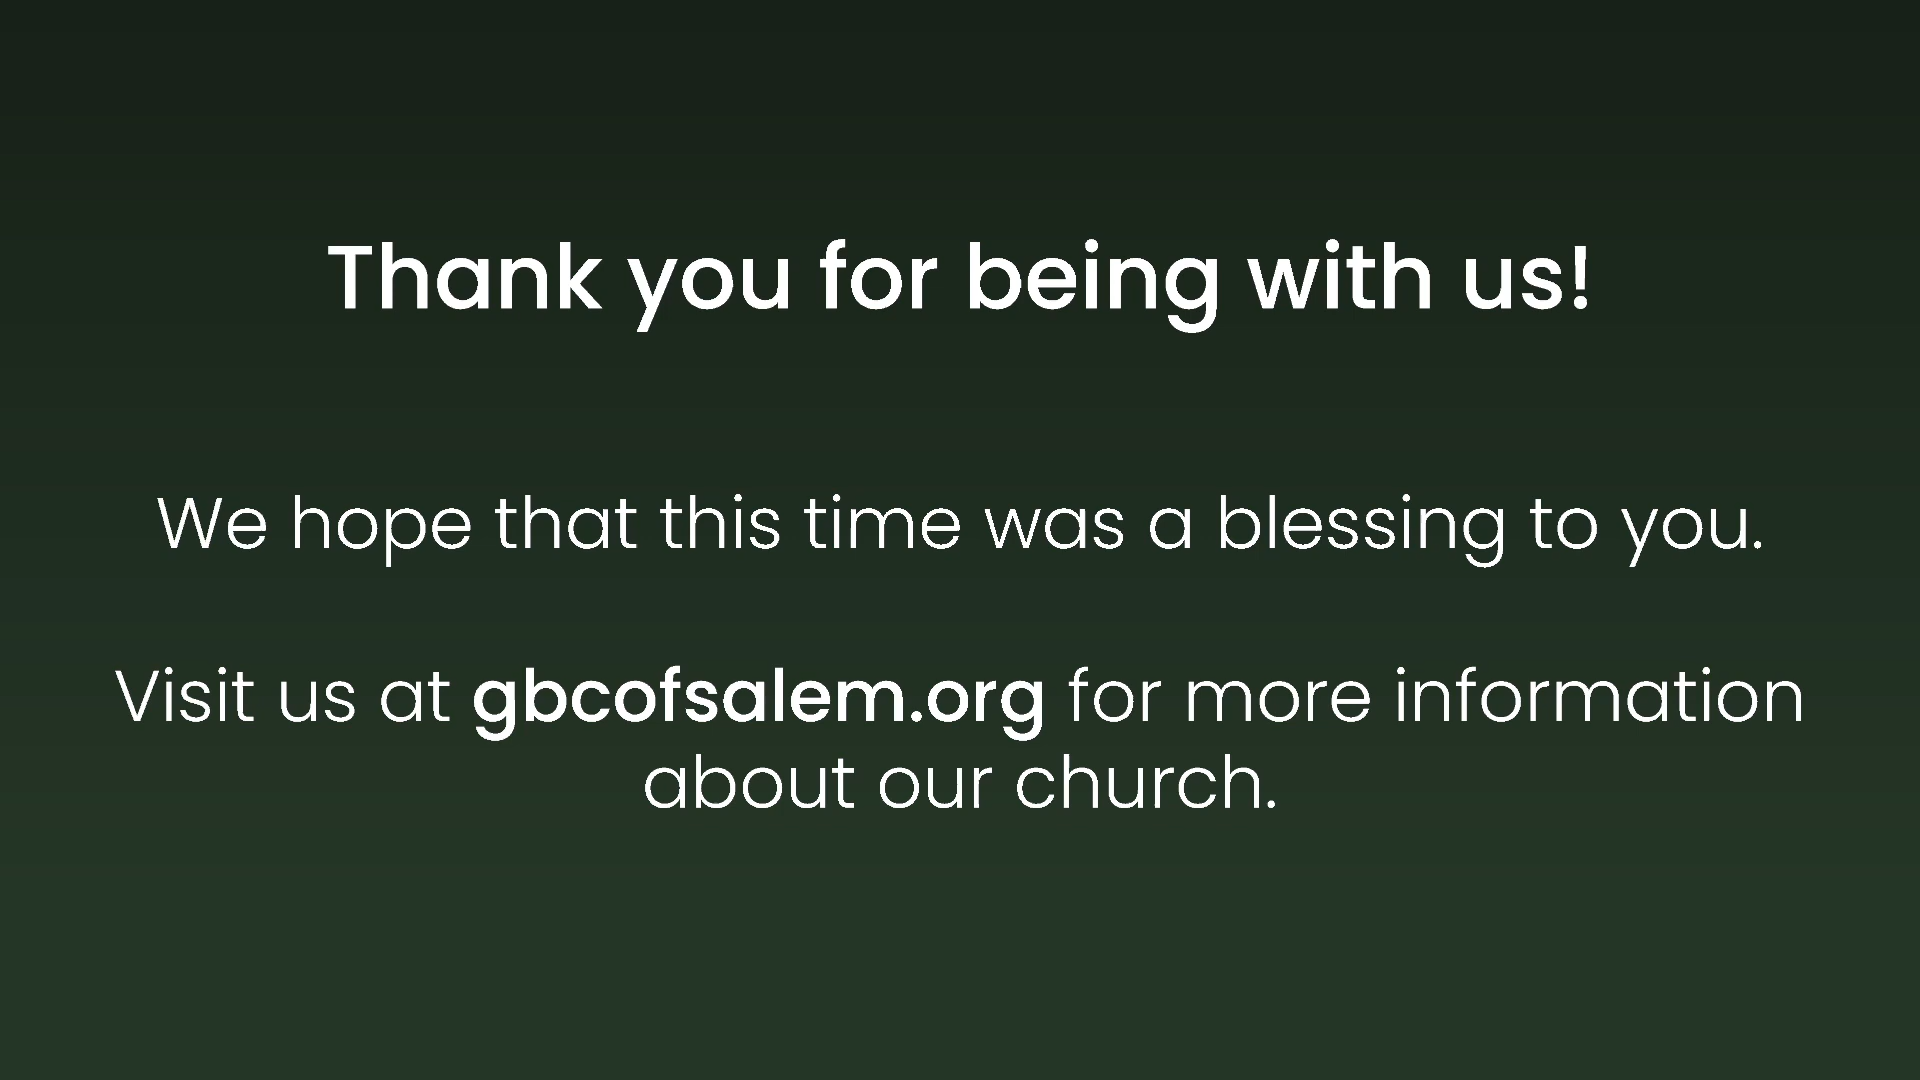 Thank you for being with us!
We hope that this time was a blessing to you.
Visit us at gbcofsalem.org for more information
about our church.